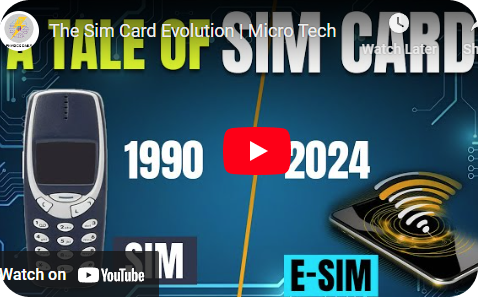 The Sim Card Evolution | Micro Tech
Watch Later
Sh
A TALE OF SIM CARD
1990
2024
SIM
E-SIM
Watch on YouTube